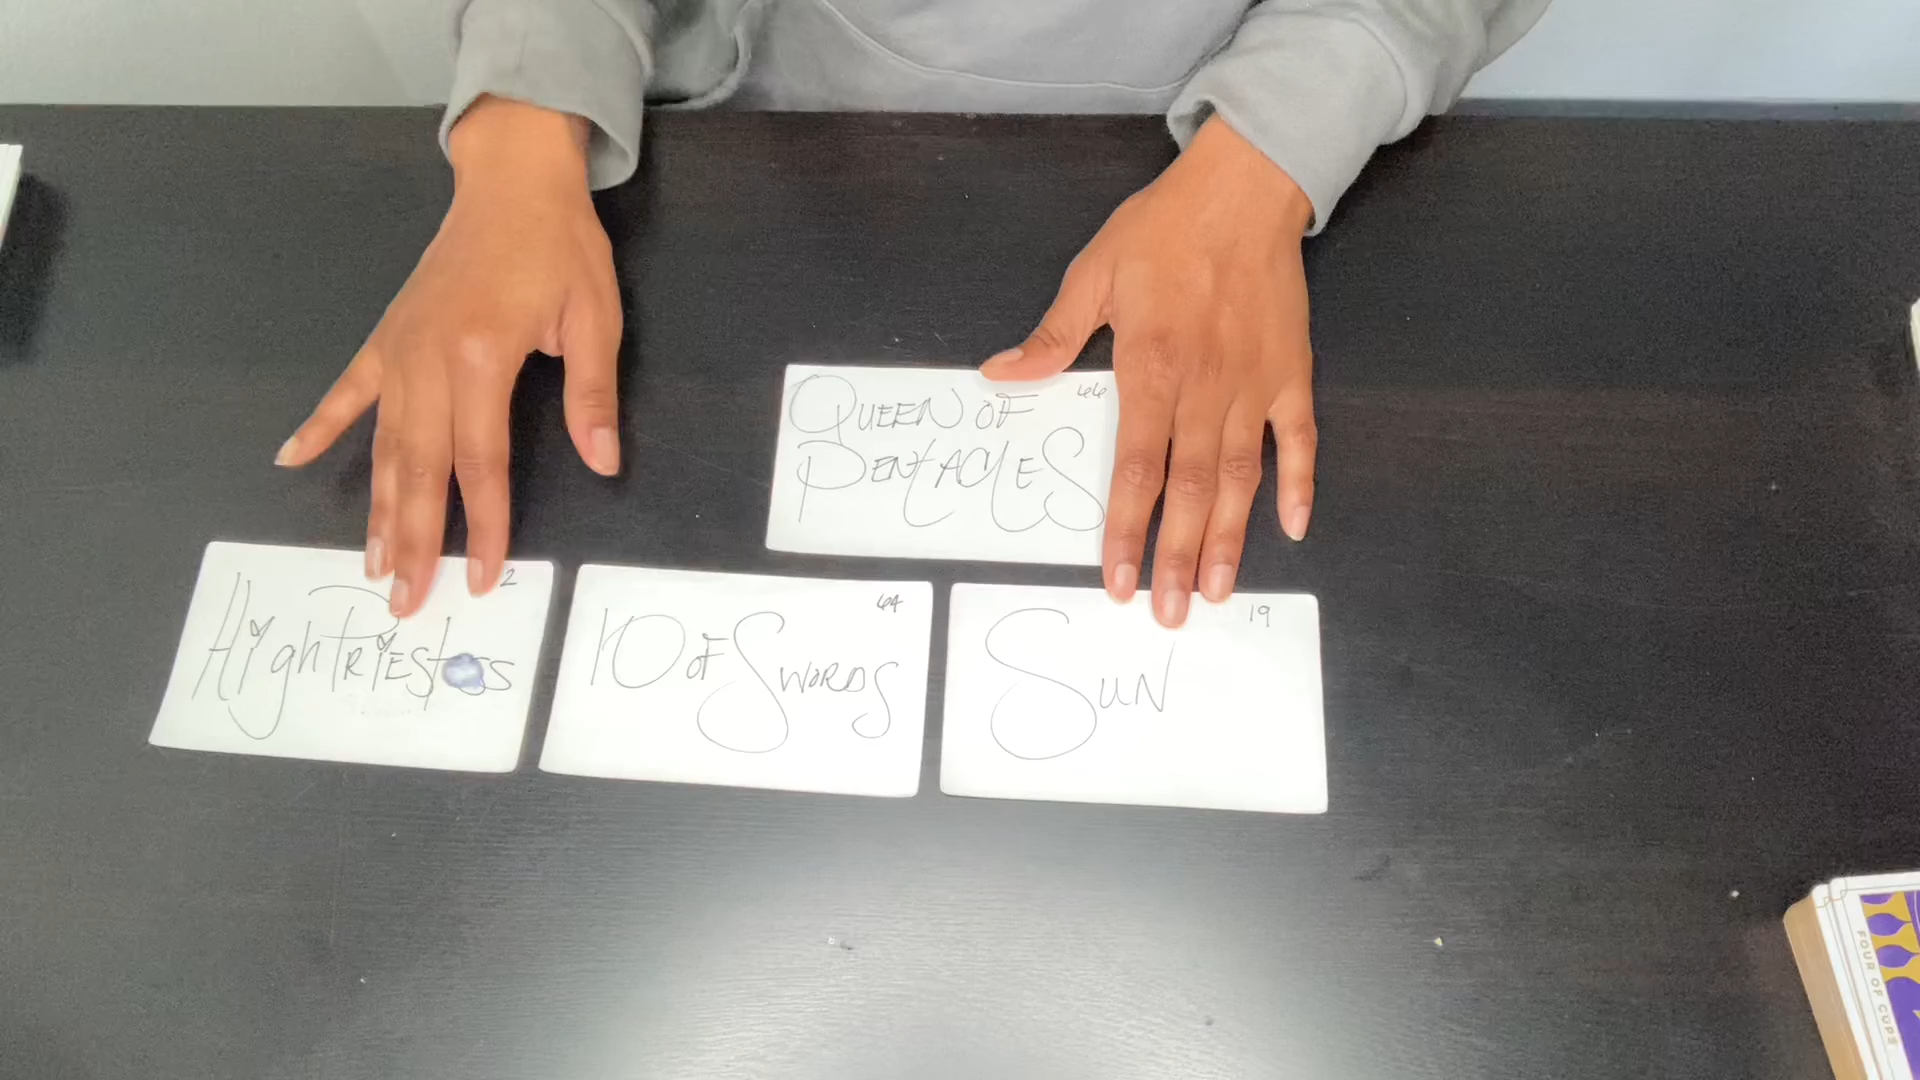 Queen of
Pentacles
66
High Priestess
2
10 of Swords
64
Sun
19
FOUR OF CUPS